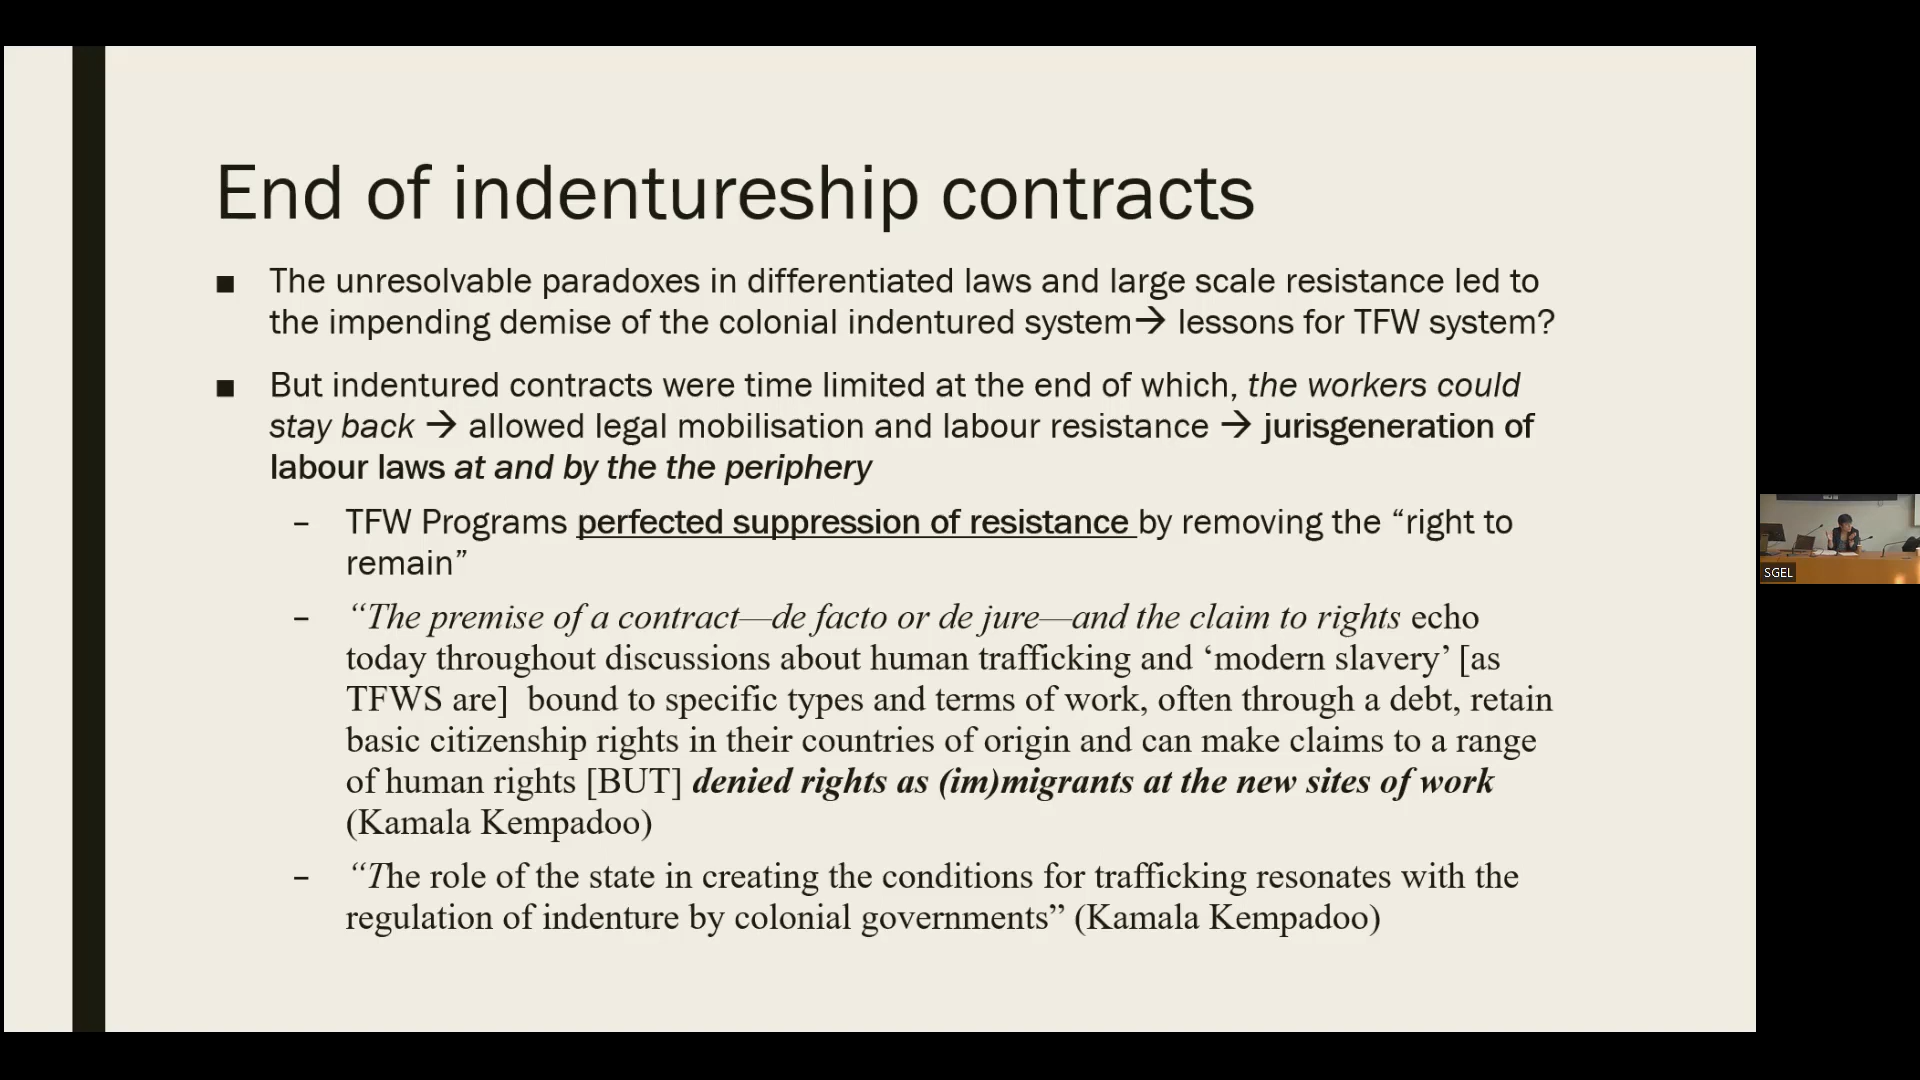 End of indentureship contracts
■ The unresolvable paradoxes in differentiated laws and large scale resistance led to
the impending demise of the colonial indentured system→ lessons for TFW system?
■ But indentured contracts were time limited at the end of which, the workers could
stay back → allowed legal mobilisation and labour resistance → jurisgeneration of
labour laws at and by the the periphery
– TFW Programs perfected suppression of resistance by removing the “right to
remain”
– “The premise of a contract—de facto or de jure—and the claim to rights echo
today throughout discussions about human trafficking and ‘modern slavery’ [as
TFWS are] bound to specific types and terms of work, often through a debt, retain
basic citizenship rights in their countries of origin and can make claims to a range
of human rights [BUT] denied rights as (im)migrants at the new sites of work
(Kamala Kempadoo)
– “The role of the state in creating the conditions for trafficking resonates with the
regulation of indenture by colonial governments” (Kamala Kempadoo)
SGEL